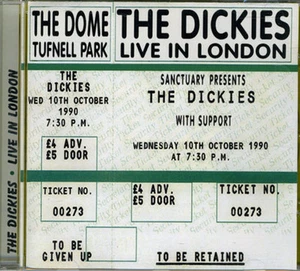 THE DICKIES • LIVE IN LONDON
THE DOME
TUFNELL PARK
THE DICKIES
LIVE IN LONDON
THE
DICKIES
WED 10TH OCTOBER
1990
7:30 P.M.
SANCTUARY PRESENTS
THE DICKIES
WITH SUPPORT
WEDNESDAY 10TH OCTOBER 1990
AT 7:30 P.M.
£4 ADV.
£5 DOOR
TICKET NO.
00273
£4 ADV.
£5 DOOR
TICKET NO.
00273
TO BE
GIVEN UP
TO BE RETAINED